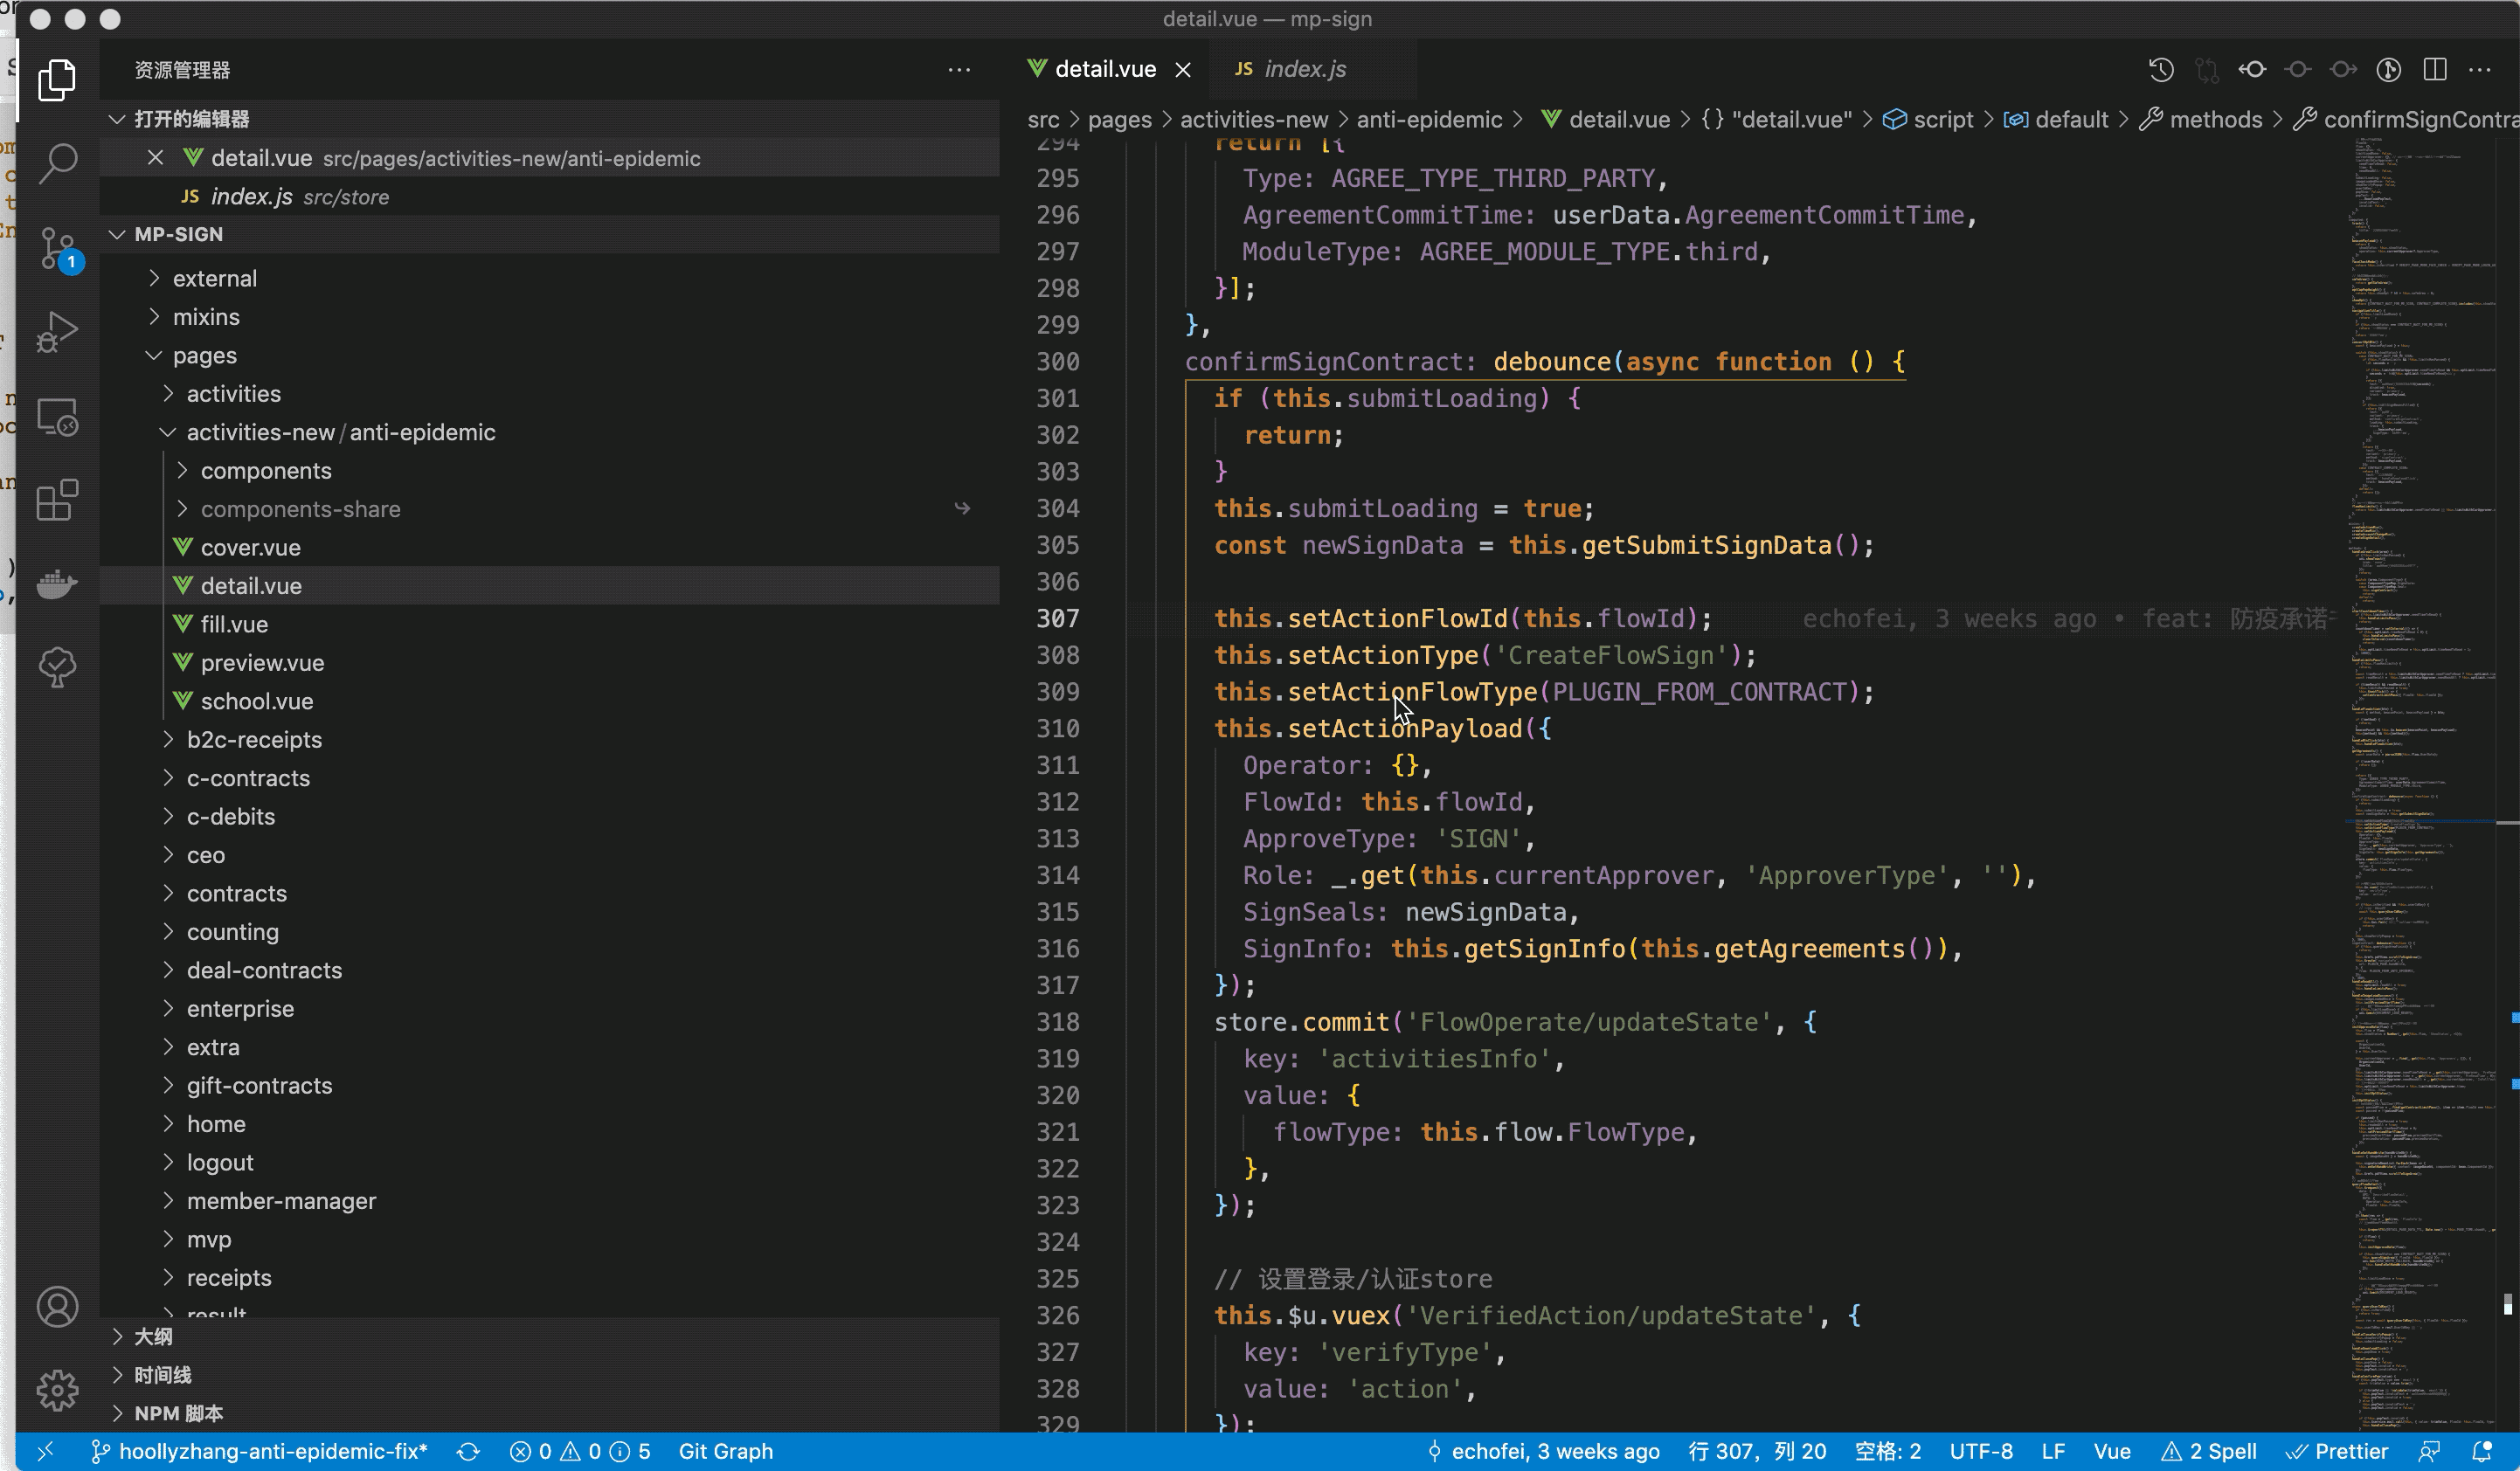 detail.vue — mp-sign
资源管理器
打开的编辑器
detail.vue src/pages/activities-new/anti-epidemic
JS index.js src/store
MP-SIGN
external
mixins
pages
activities
activities-new / anti-epidemic
components
components-share
cover.vue
detail.vue
fill.vue
preview.vue
school.vue
b2c-receipts
c-contracts
c-debits
ceo
contracts
counting
deal-contracts
enterprise
extra
gift-contracts
home
logout
member-manager
mvp
receipts
result
大纲
时间线
NPM 脚本
1
detail.vue
JS index.js
src > pages > activities-new > anti-epidemic > detail.vue > {} "detail.vue" > script > default > methods > confirmSignContra
294 return [{
295 Type: AGREE_TYPE_THIRD_PARTY,
296 AgreementCommitTime: userData.AgreementCommitTime,
297 ModuleType: AGREE_MODULE_TYPE.third,
298 }];
299 },
300 confirmSignContract: debounce(async function () {
301 if (this.submitLoading) {
302 return;
303 }
304 this.submitLoading = true;
305 const newSignData = this.getSubmitSignData();
306
307 this.setActionFlowId(this.flowId); echofei, 3 weeks ago • feat: 防疫承诺
308 this.setActionType('CreateFlowSign');
309 this.setActionFlowType(PLUGIN_FROM_CONTRACT);
310 this.setActionPayload({
311 Operator: {},
312 FlowId: this.flowId,
313 ApproveType: 'SIGN',
314 Role: _.get(this.currentApprover, 'ApproverType', ''),
315 SignSeals: newSignData,
316 SignInfo: this.getSignInfo(this.getAgreements()),
317 });
318 store.commit('FlowOperate/updateState', {
319 key: 'activitiesInfo',
320 value: {
321 flowType: this.flow.FlowType,
322 },
323 });
324
325 // 设置登录/认证store
326 this.$u.vuex('VerifiedAction/updateState', {
327 key: 'verifyType',
328 value: 'action',
329 });
hoollyzhang-anti-epidemic-fix* 0 0 5 Git Graph echofei, 3 weeks ago 行 307，列 20 空格: 2 UTF-8 LF Vue 2 Spell Prettier